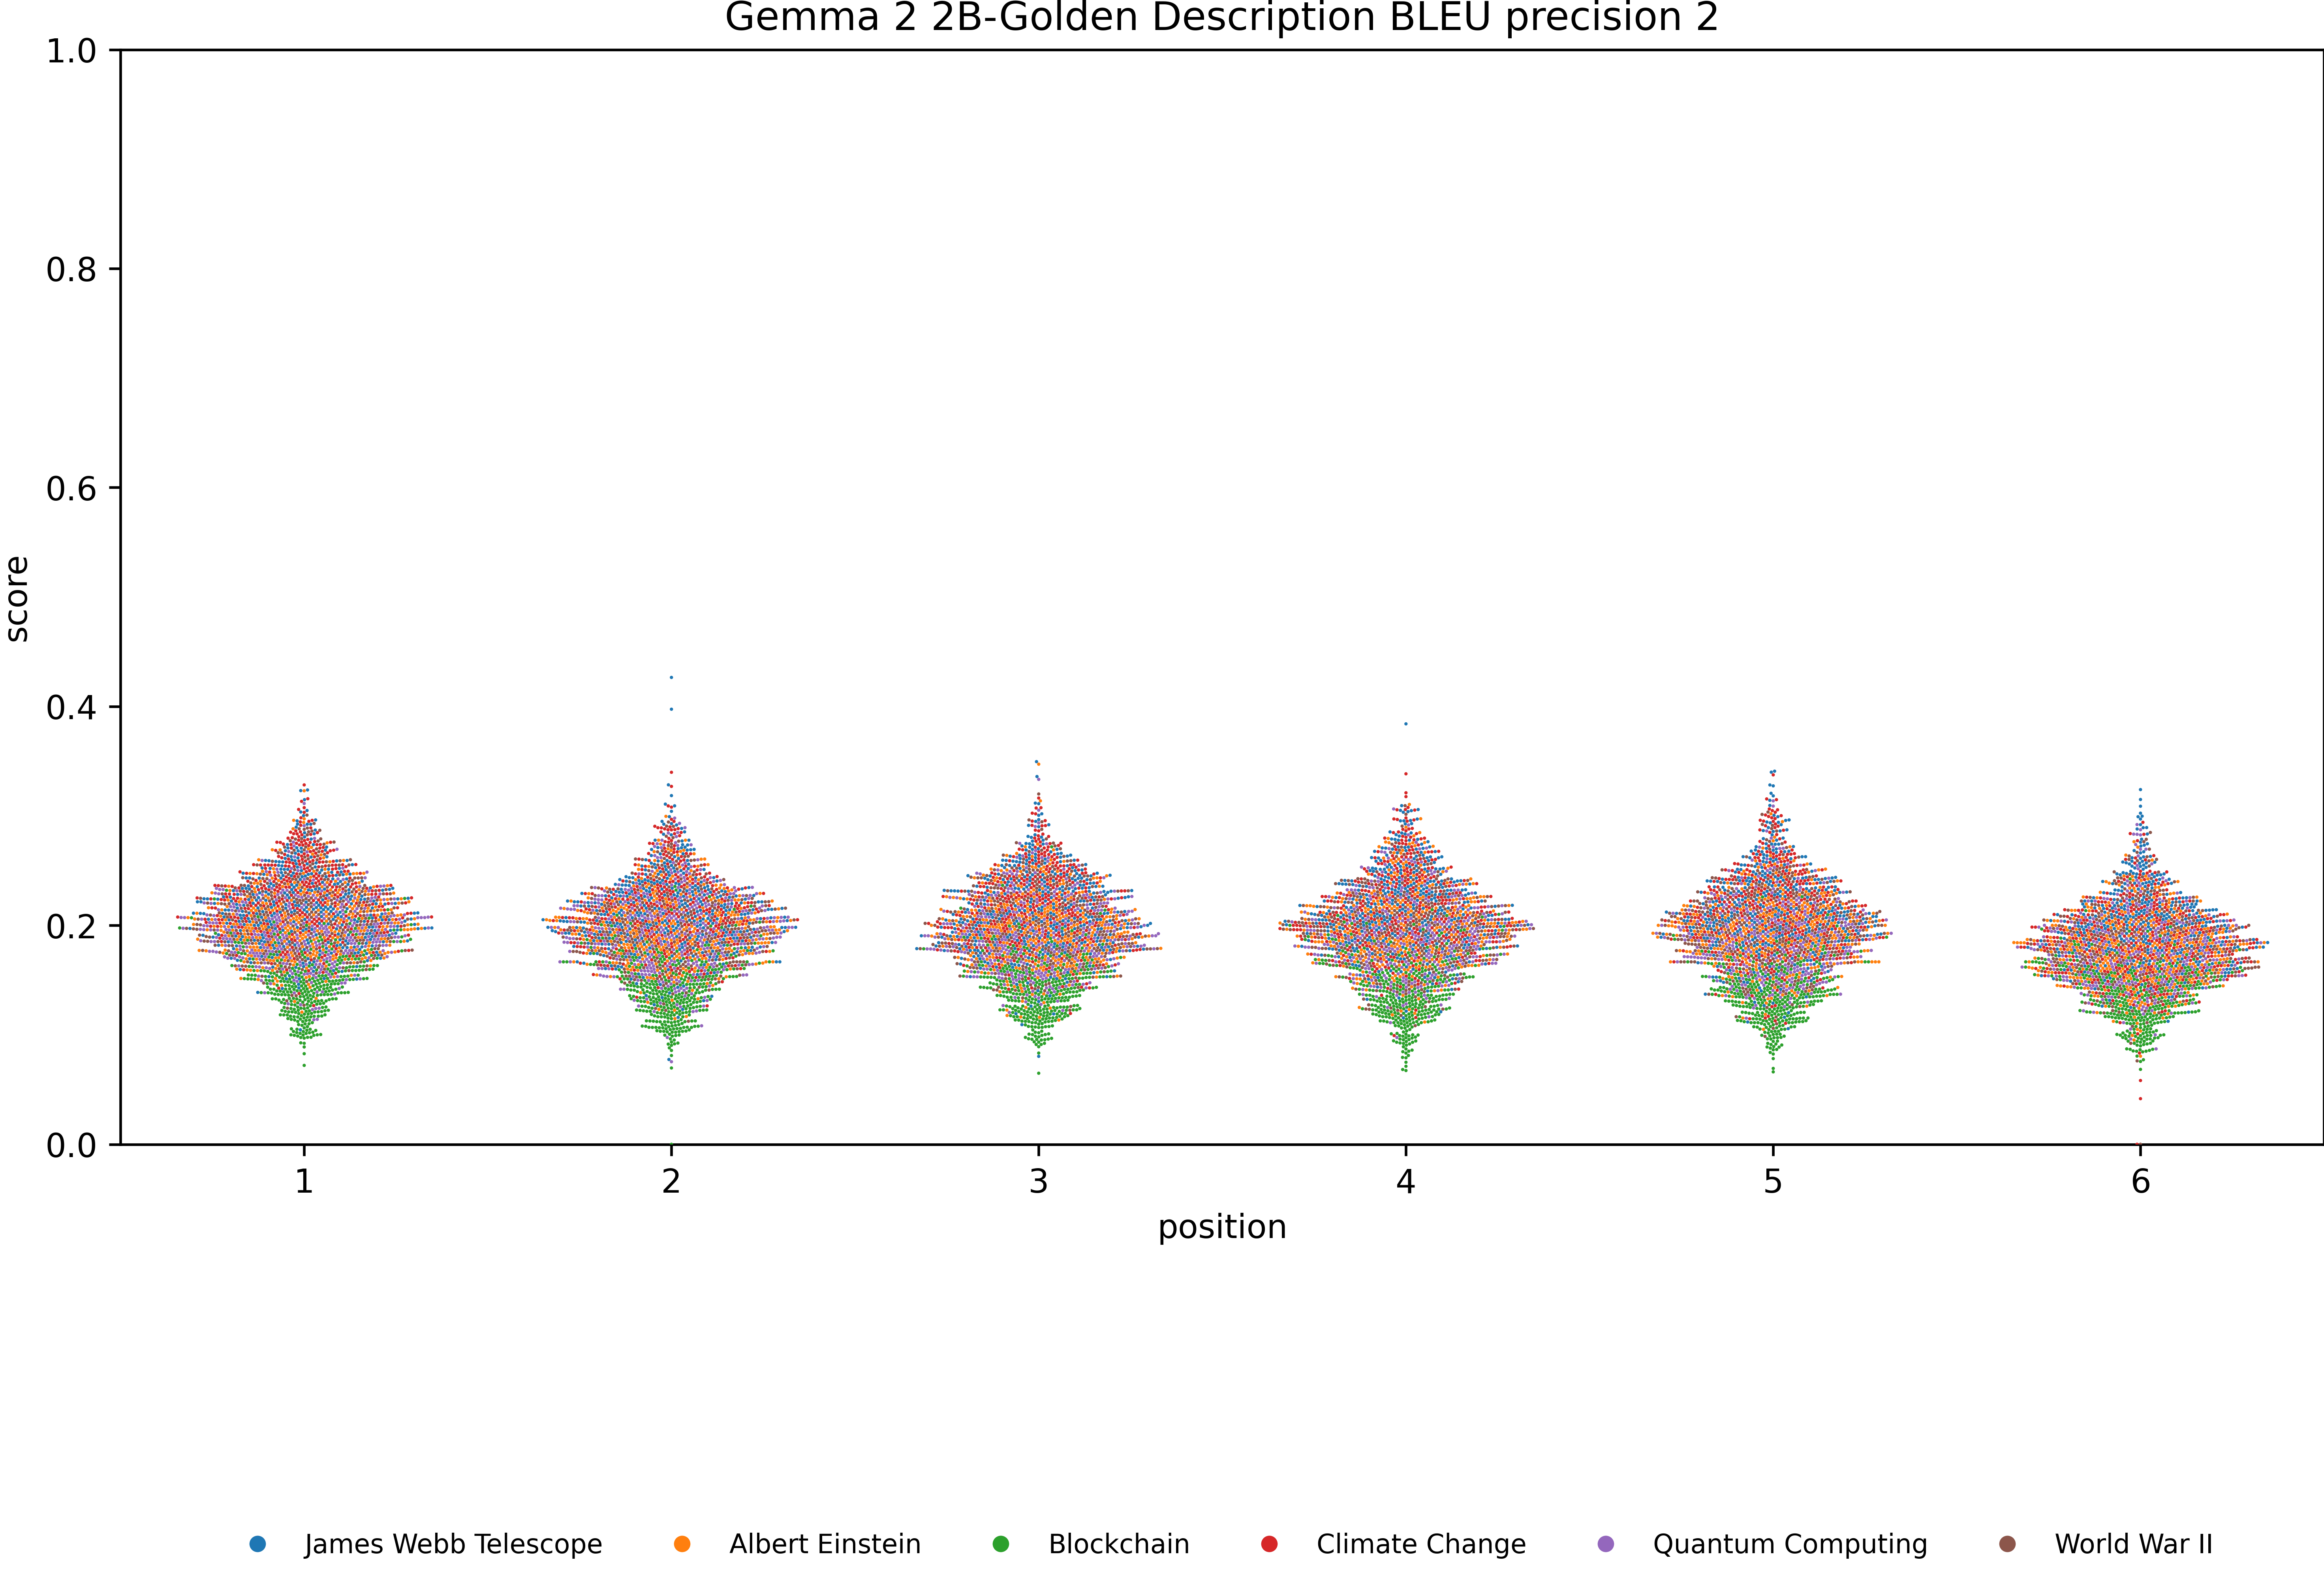 Gemma 2 2B-Golden Description BLEU precision 2
1.0
0.8
0.6
0.4
0.2
0.0
score
1 2 3 4 5 6
position
James Webb Telescope Albert Einstein Blockchain Climate Change Quantum Computing World War II